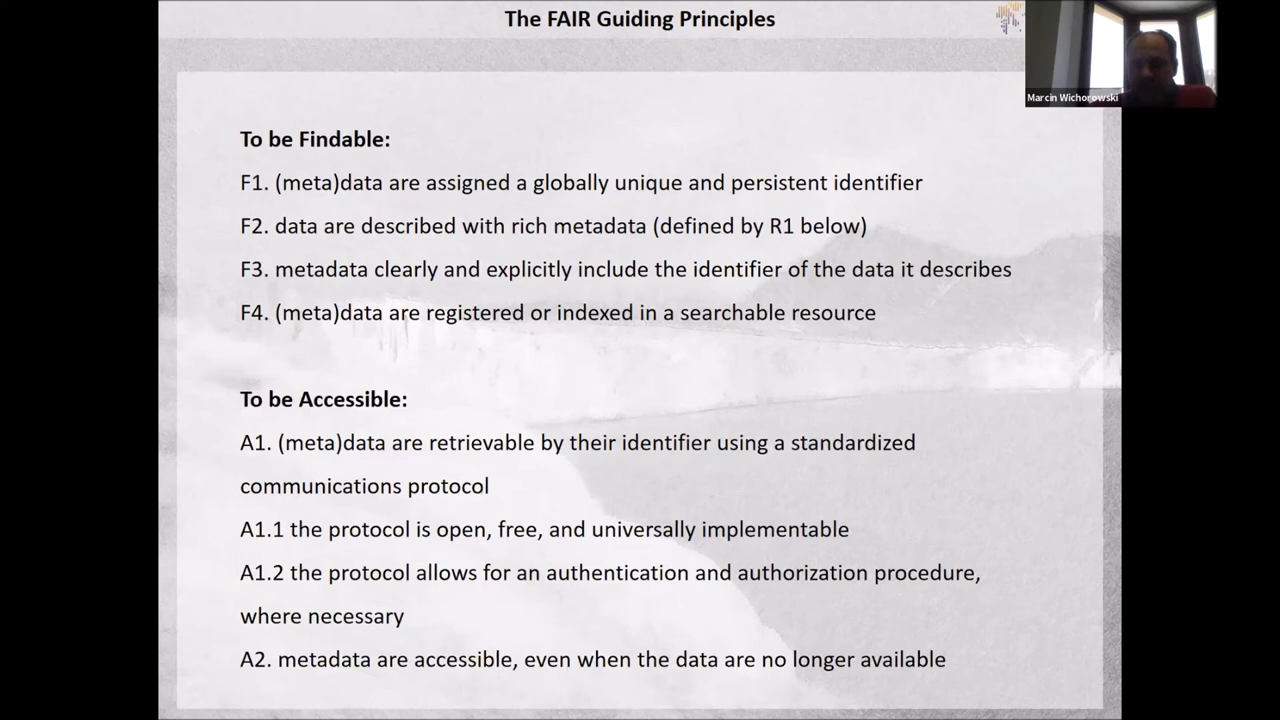 The FAIR Guiding Principles
Marcin Wichorowski
To be Findable:
F1. (meta)data are assigned a globally unique and persistent identifier
F2. data are described with rich metadata (defined by R1 below)
F3. metadata clearly and explicitly include the identifier of the data it describes
F4. (meta)data are registered or indexed in a searchable resource
To be Accessible:
A1. (meta)data are retrievable by their identifier using a standardized
communications protocol
A1.1 the protocol is open, free, and universally implementable
A1.2 the protocol allows for an authentication and authorization procedure,
where necessary
A2. metadata are accessible, even when the data are no longer available